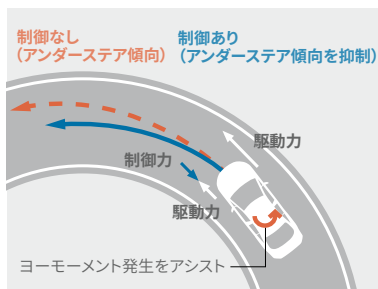 制御なし
（アンダーステア傾向）
制御あり
（アンダーステア傾向を抑制）
駆動力
制御力
駆動力
ヨーモーメント発生をアシスト